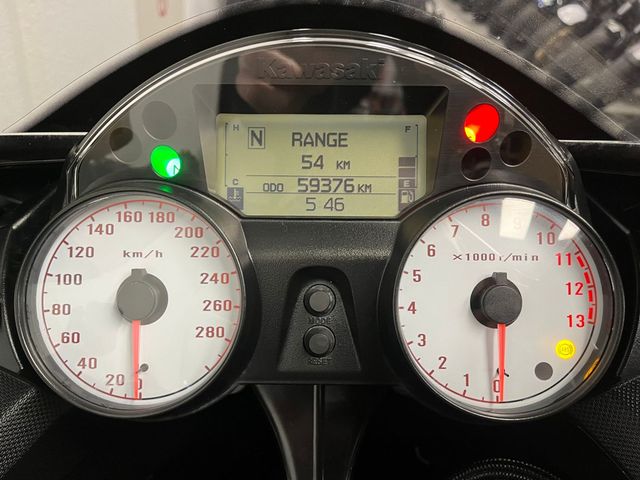 Kawasaki
H F
N RANGE
54 KM
C ODO 59376 KM E
5 46
160 180
140 200
120 km/h 220
100 240
80 260
60 280
40
20 0
8 9
7 10
6 ×1000 r/min 11
5 12
4 13
3
2
1 0
MODE
RESET